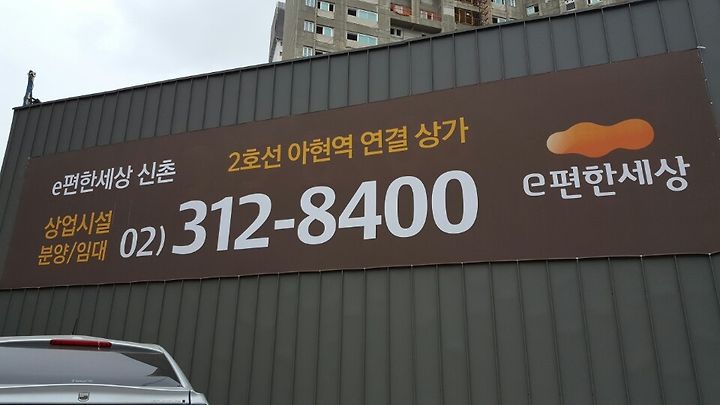 e편한세상 신촌
2호선 아현역 연결 상가
상업시설
분양/임대
02) 312-8400
e편한세상